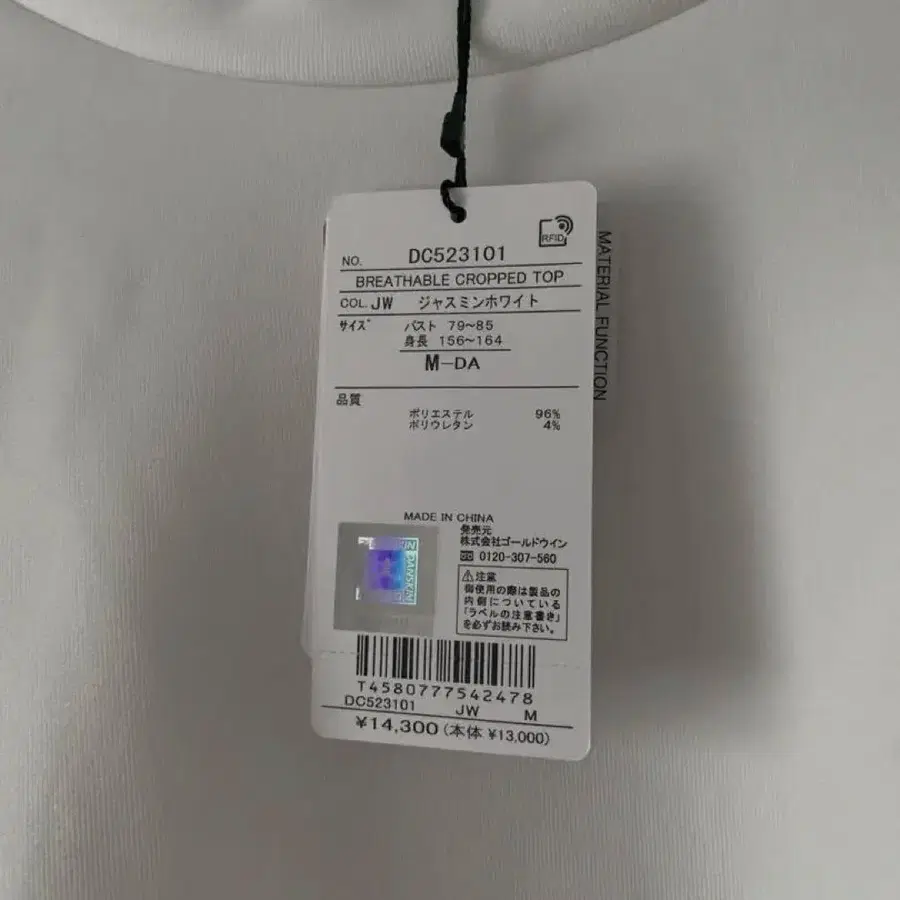 RFID
NO. DC523101
BREATHABLE CROPPED TOP
COL. JW ジャスミンホワイト
サイズ バスト 79~85
身長 156~164
M-DA
品質
ポリエステル 96%
ポリウレタン 4%
MADE IN CHINA
発売元
株式会社ゴールドウイン
0120-307-560
⚠注意
御使用の際は製品の
内側についている
「ラベルの注意書き」
を必ずお読み下さい。
DANSKIN
T4580777542478
DC523101 JW M
¥14,300(本体 ¥13,000)
MATERIAL FUNCTION